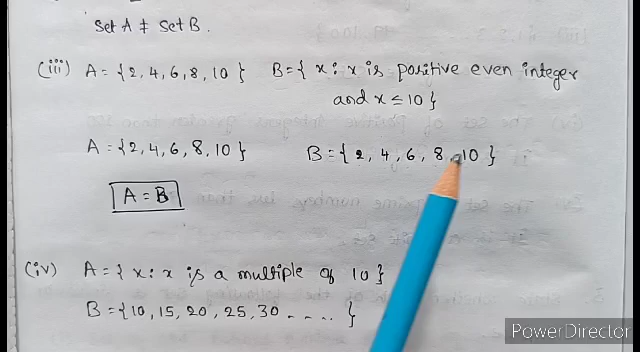 Set A ≠ Set B.
(iii) A = {2, 4, 6, 8, 10} B = {x : x is positive even integer
and x ≤ 10}
A = {2, 4, 6, 8, 10} B = {2, 4, 6, 8, 10}
A = B
(iv) A = {x : x is a multiple of 10}
B = {10, 15, 20, 25, 30 .....}
PowerDirector